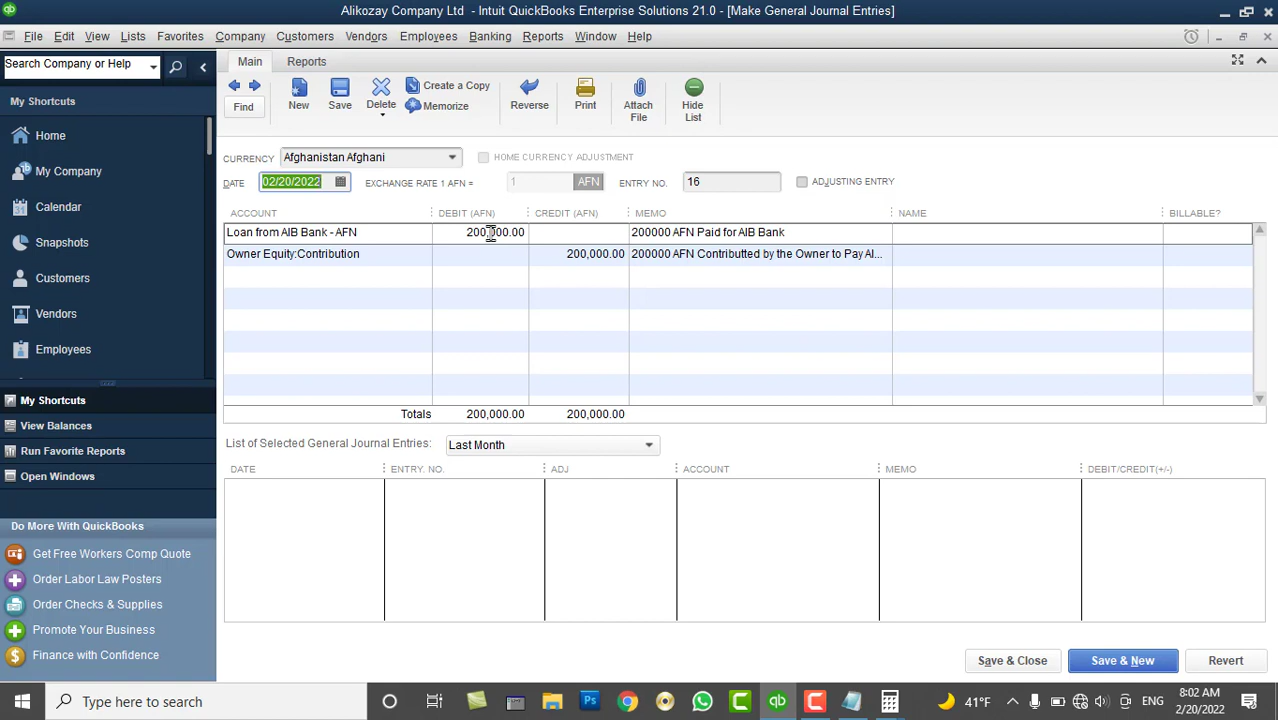 Alikozay Company Ltd - Intuit QuickBooks Enterprise Solutions 21.0 - [Make General Journal Entries]
File Edit View Lists Favorites Company Customers Vendors Employees Banking Reports Window Help
Search Company or Help
My Shortcuts
Home
My Company
Calendar
Snapshots
Customers
Vendors
Employees
My Shortcuts
View Balances
Run Favorite Reports
Open Windows
Do More With QuickBooks
Get Free Workers Comp Quote
Order Labor Law Posters
Order Checks & Supplies
Promote Your Business
Finance with Confidence
Main Reports
Find
New
Save
Delete
Create a Copy
Memorize
Reverse
Print
Attach
File
Hide
List
CURRENCY Afghanistan Afghani HOME CURRENCY ADJUSTMENT
DATE 02/20/2022 EXCHANGE RATE 1 AFN = 1 AFN ENTRY NO. 16 ADJUSTING ENTRY
ACCOUNT DEBIT (AFN) CREDIT (AFN) MEMO NAME BILLABLE?
Loan from AIB Bank - AFN 200,000.00 200000 AFN Paid for AIB Bank
Owner Equity:Contribution 200,000.00 200000 AFN Contributted by the Owner to Pay AI...
Totals 200,000.00 200,000.00
List of Selected General Journal Entries: Last Month
DATE ENTRY. NO. ADJ ACCOUNT MEMO DEBIT/CREDIT(+/-)
Save & Close Save & New Revert
Type here to search
Ps
qb
41°F
ENG
8:02 AM
2/20/2022